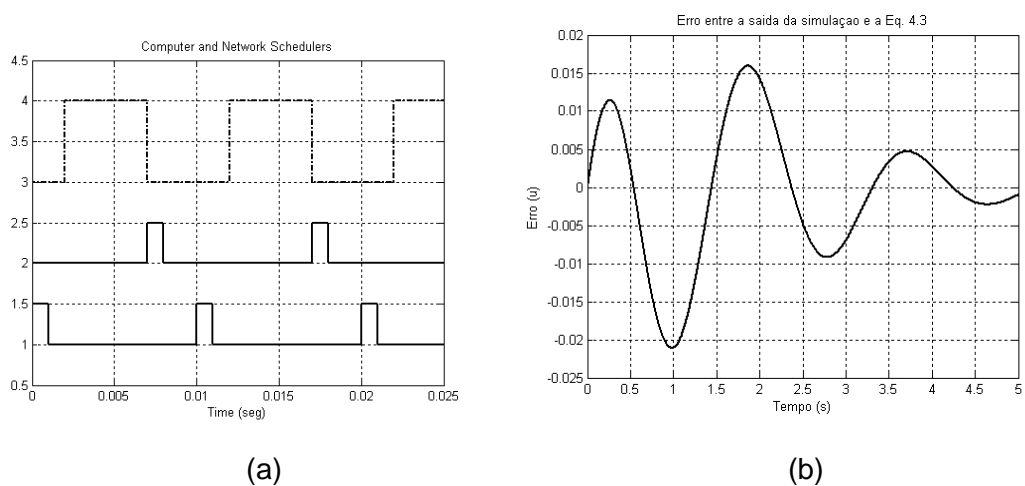 Computer and Network Schedulers
4.5
4
3.5
3
2.5
2
1.5
1
0.5
0 0.005 0.01 0.015 0.02 0.025
Time (seg)
(a)
Erro entre a saida da simulaçao e a Eq. 4.3
0.02
0.015
0.01
0.005
0
-0.005
-0.01
-0.015
-0.02
-0.025
Erro (u)
0 0.5 1 1.5 2 2.5 3 3.5 4 4.5 5
Tempo (s)
(b)